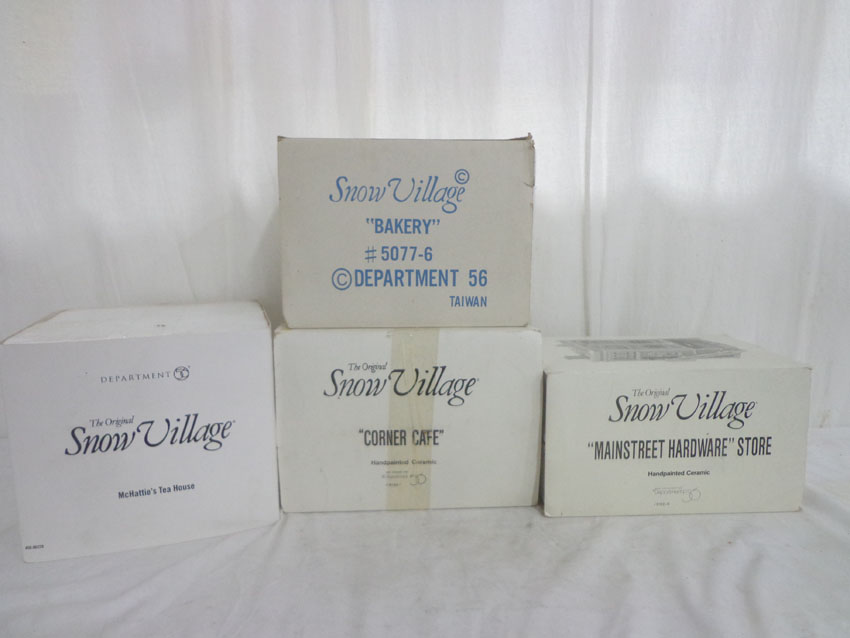 Snow Village©
"BAKERY"
#5077-6
©DEPARTMENT 56
TAIWAN
DEPARTMENT 56
The Original
Snow Village
McHattie's Tea House
The Original
Snow Village
"CORNER CAFE"
Handpainted Ceramic
The Original
Snow Village
"MAINSTREET HARDWARE" STORE
Handpainted Ceramic